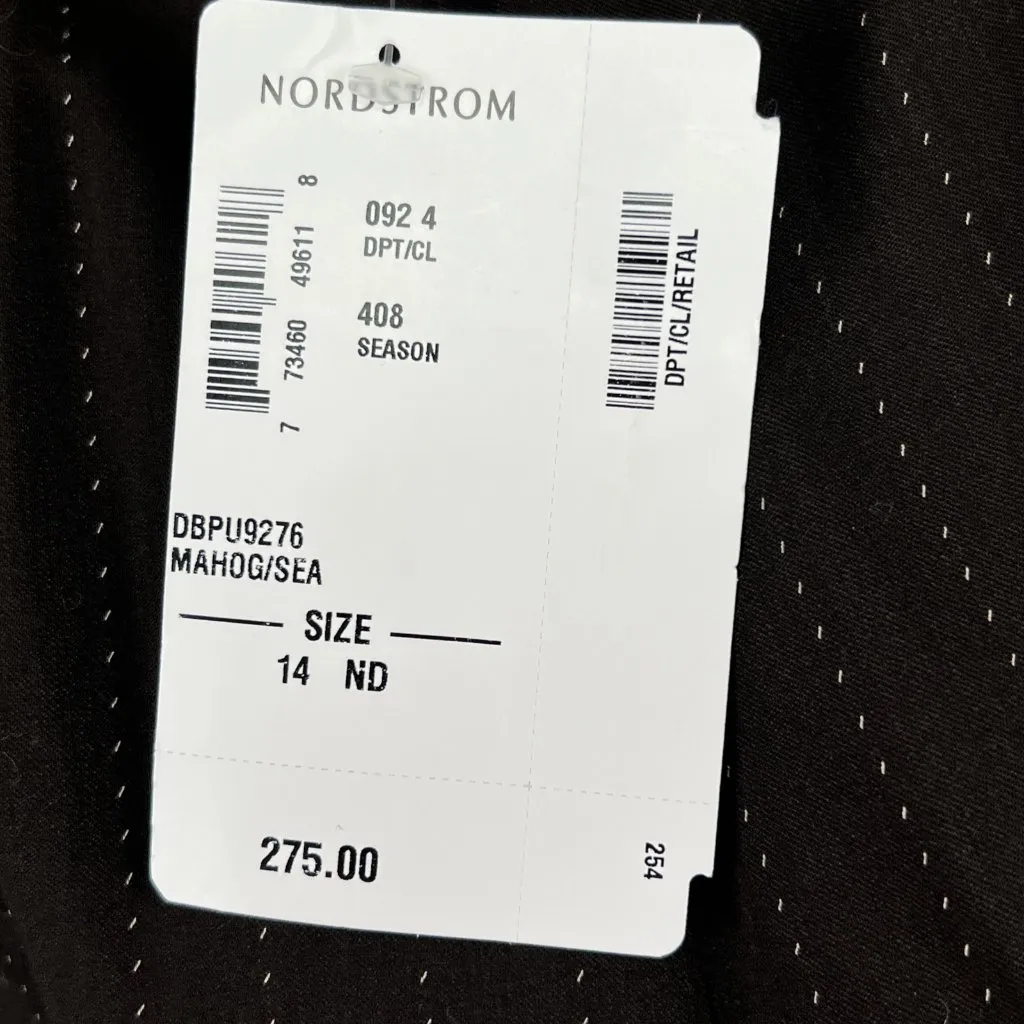 NORDSTROM
7 73460 49611 8
092 4
DPT/CL
408
SEASON
DPT/CL/RETAIL
DBPU9276
MAHOG/SEA
SIZE
14 ND
275.00
254